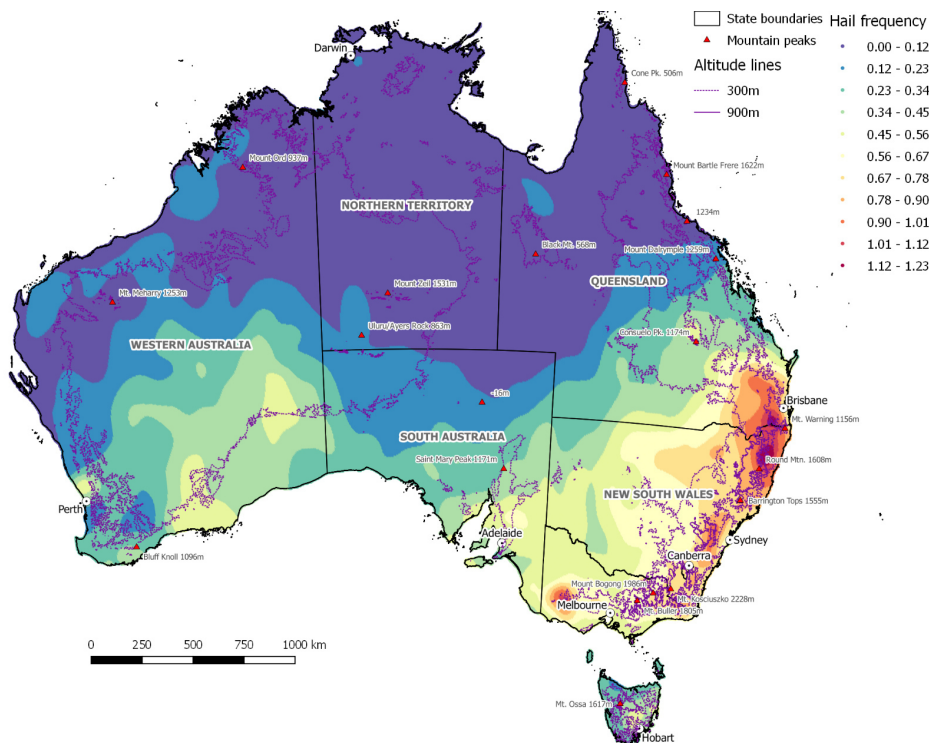 State boundaries
Mountain peaks
Altitude lines
300m
900m
Hail frequency
0.00 - 0.12
0.12 - 0.23
0.23 - 0.34
0.34 - 0.45
0.45 - 0.56
0.56 - 0.67
0.67 - 0.78
0.78 - 0.90
0.90 - 1.01
1.01 - 1.12
1.12 - 1.23
Darwin
Cone Pk. 506m
Mount Ord 937m
Mount Bartle Frere 1622m
NORTHERN TERRITORY
1234m
Black Mt. 568m
Mount Dalrymple 1259m
QUEENSLAND
Mt. Meharry 1253m
Mount Zeil 1531m
Uluru/Ayers Rock 863m
Consuelo Pk. 1174m
WESTERN AUSTRALIA
-16m
Brisbane
Mt. Warning 1156m
SOUTH AUSTRALIA
Saint Mary Peak 1171m
Round Mtn. 1608m
NEW SOUTH WALES
Barrington Tops 1555m
Perth
Adelaide
Sydney
Bluff Knoll 1096m
Canberra
Mount Bogong 1986m
Mt. Kosciuszko 2228m
Melbourne
Mt. Buller 1805m
0 250 500 750 1000 km
Mt. Ossa 1617m
Hobart